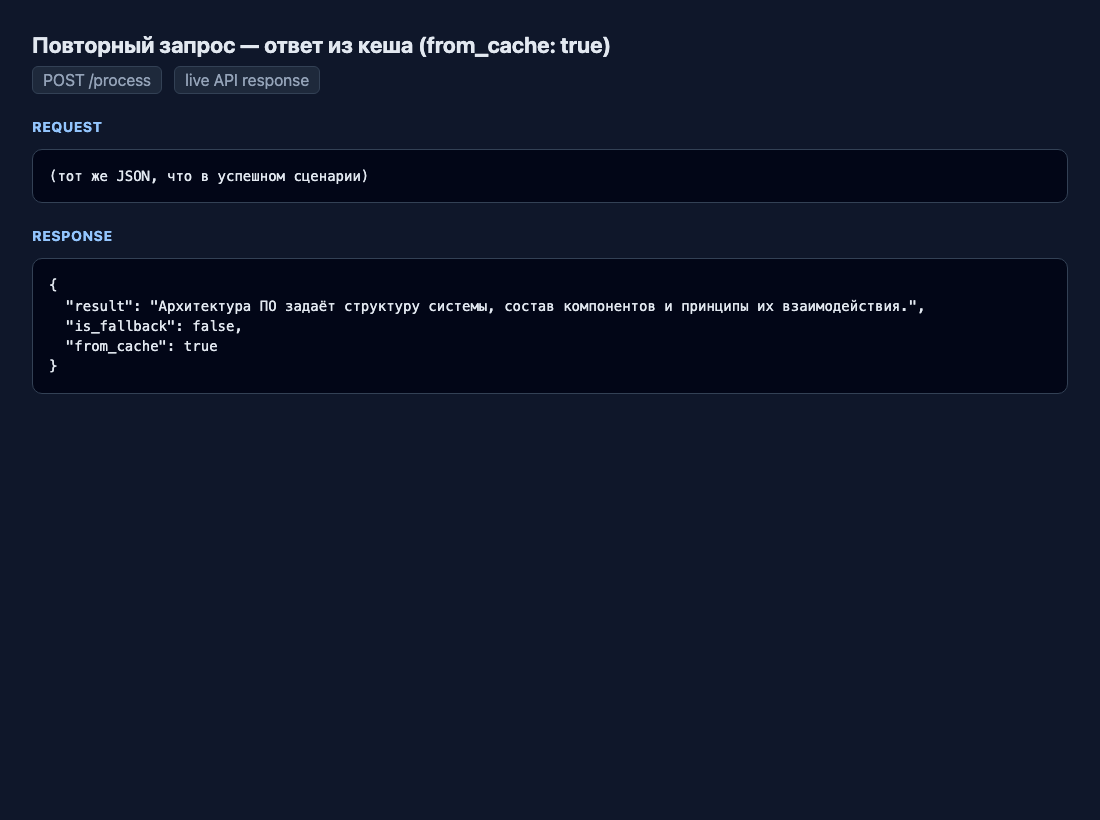 Повторный запрос — ответ из кеша (from_cache: true)
POST /process live API response
REQUEST
(тот же JSON, что в успешном сценарии)
RESPONSE
{
"result": "Архитектура ПО задаёт структуру системы, состав компонентов и принципы их взаимодействия.",
"is_fallback": false,
"from_cache": true
}